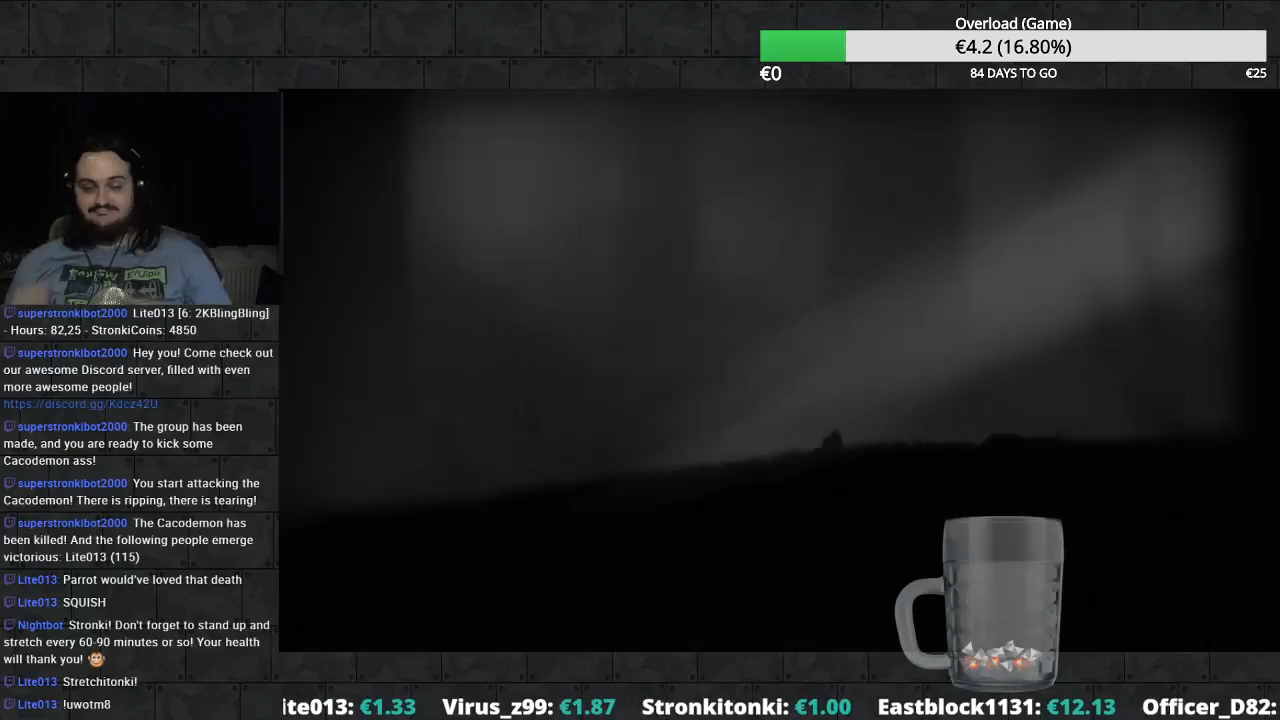 Overload (Game)
€4.2 (16.80%)
€0
84 DAYS TO GO
€25
superstronkibot2000 Lite013 [6: 2KBlingBling]
- Hours: 82,25 - StronkiCoins: 4850
superstronkibot2000 Hey you! Come check out
our awesome Discord server, filled with even
more awesome people!
https://discord.gg/Kdcz42U
superstronkibot2000 The group has been
made, and you are ready to kick some
Cacodemon ass!
superstronkibot2000 You start attacking the
Cacodemon! There is ripping, there is tearing!
superstronkibot2000 The Cacodemon has
been killed! And the following people emerge
victorious: Lite013 (115)
Lite013: Parrot would've loved that death
Lite013: SQUISH
Nightbot: Stronki! Don't forget to stand up and
stretch every 60-90 minutes or so! Your health
will thank you!
Lite013: Stretchitonki!
Lite013: !uwotm8
ite013: €1.33 Virus_z99: €1.87 Stronkitonki: €1.00 Eastblock1131: €12.13 Officer_D82: